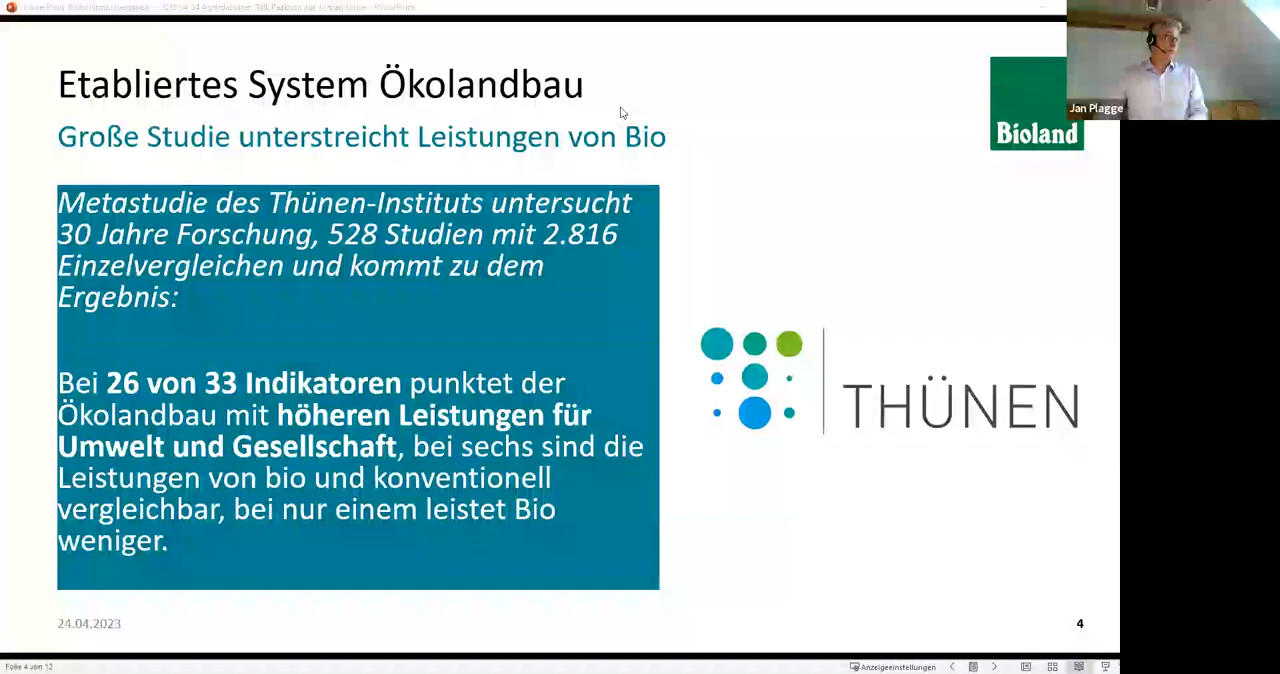 Etabliertes System Ökolandbau
Große Studie unterstreicht Leistungen von Bio
Bioland
Jan Plagge
Metastudie des Thünen-Instituts untersucht
30 Jahre Forschung, 528 Studien mit 2.816
Einzelvergleichen und kommt zu dem
Ergebnis:
Bei 26 von 33 Indikatoren punktet der
Ökolandbau mit höheren Leistungen für
Umwelt und Gesellschaft, bei sechs sind die
Leistungen von bio und konventionell
vergleichbar, bei nur einem leistet Bio
weniger.
THÜNEN
24.04.2023
4
Folie 4 von 12
Anzeigeeinstellungen